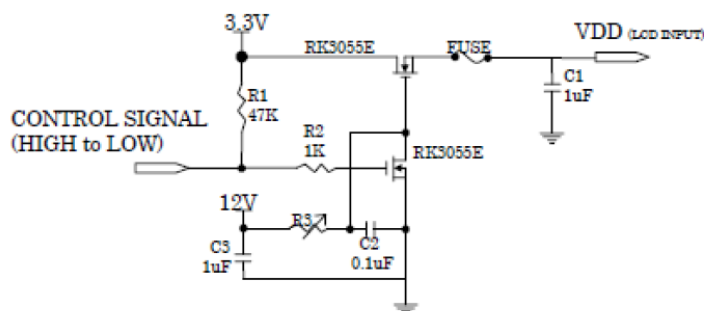 3.3V
RK3055E
FUSE
VDD (LCD INPUT)
R1
47K
C1
1uF
CONTROL SIGNAL
(HIGH to LOW)
R2
1K
RK3055E
12V
R3
C3
1uF
C2
0.1uF